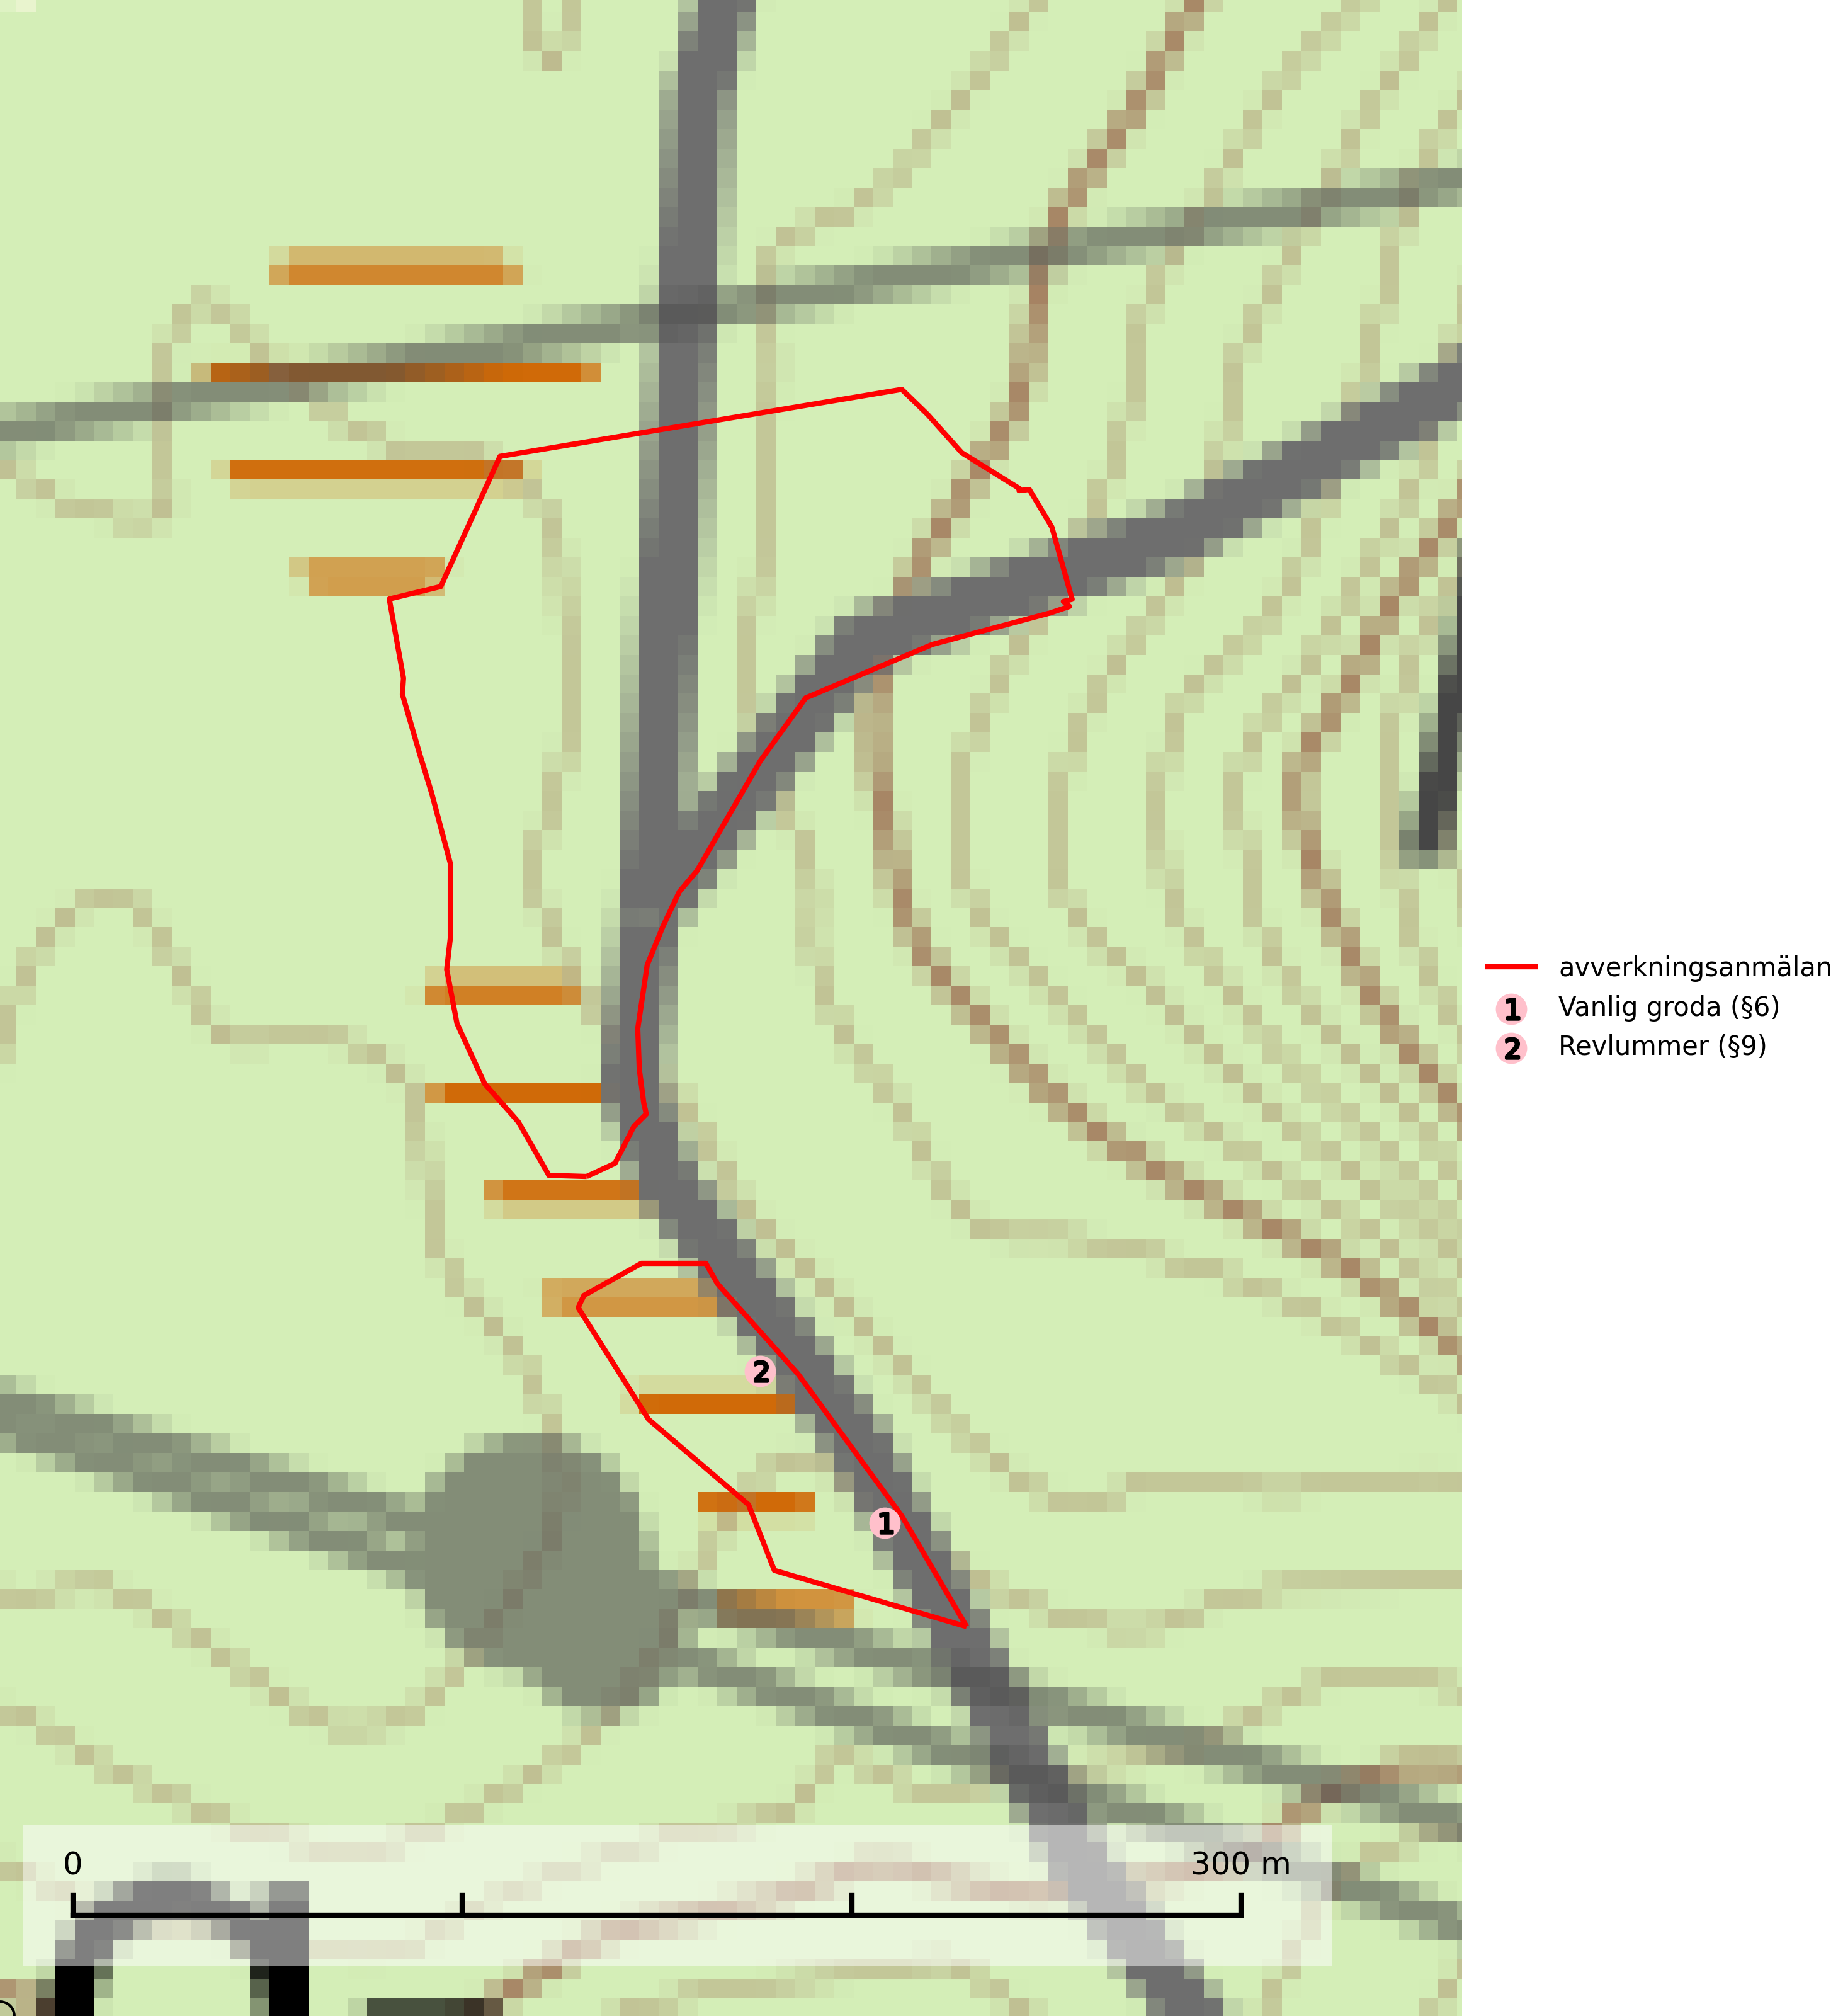 avverkningsanmälan
1 Vanlig groda (§6)
2 Revlummer (§9)
2
1
0 300 m